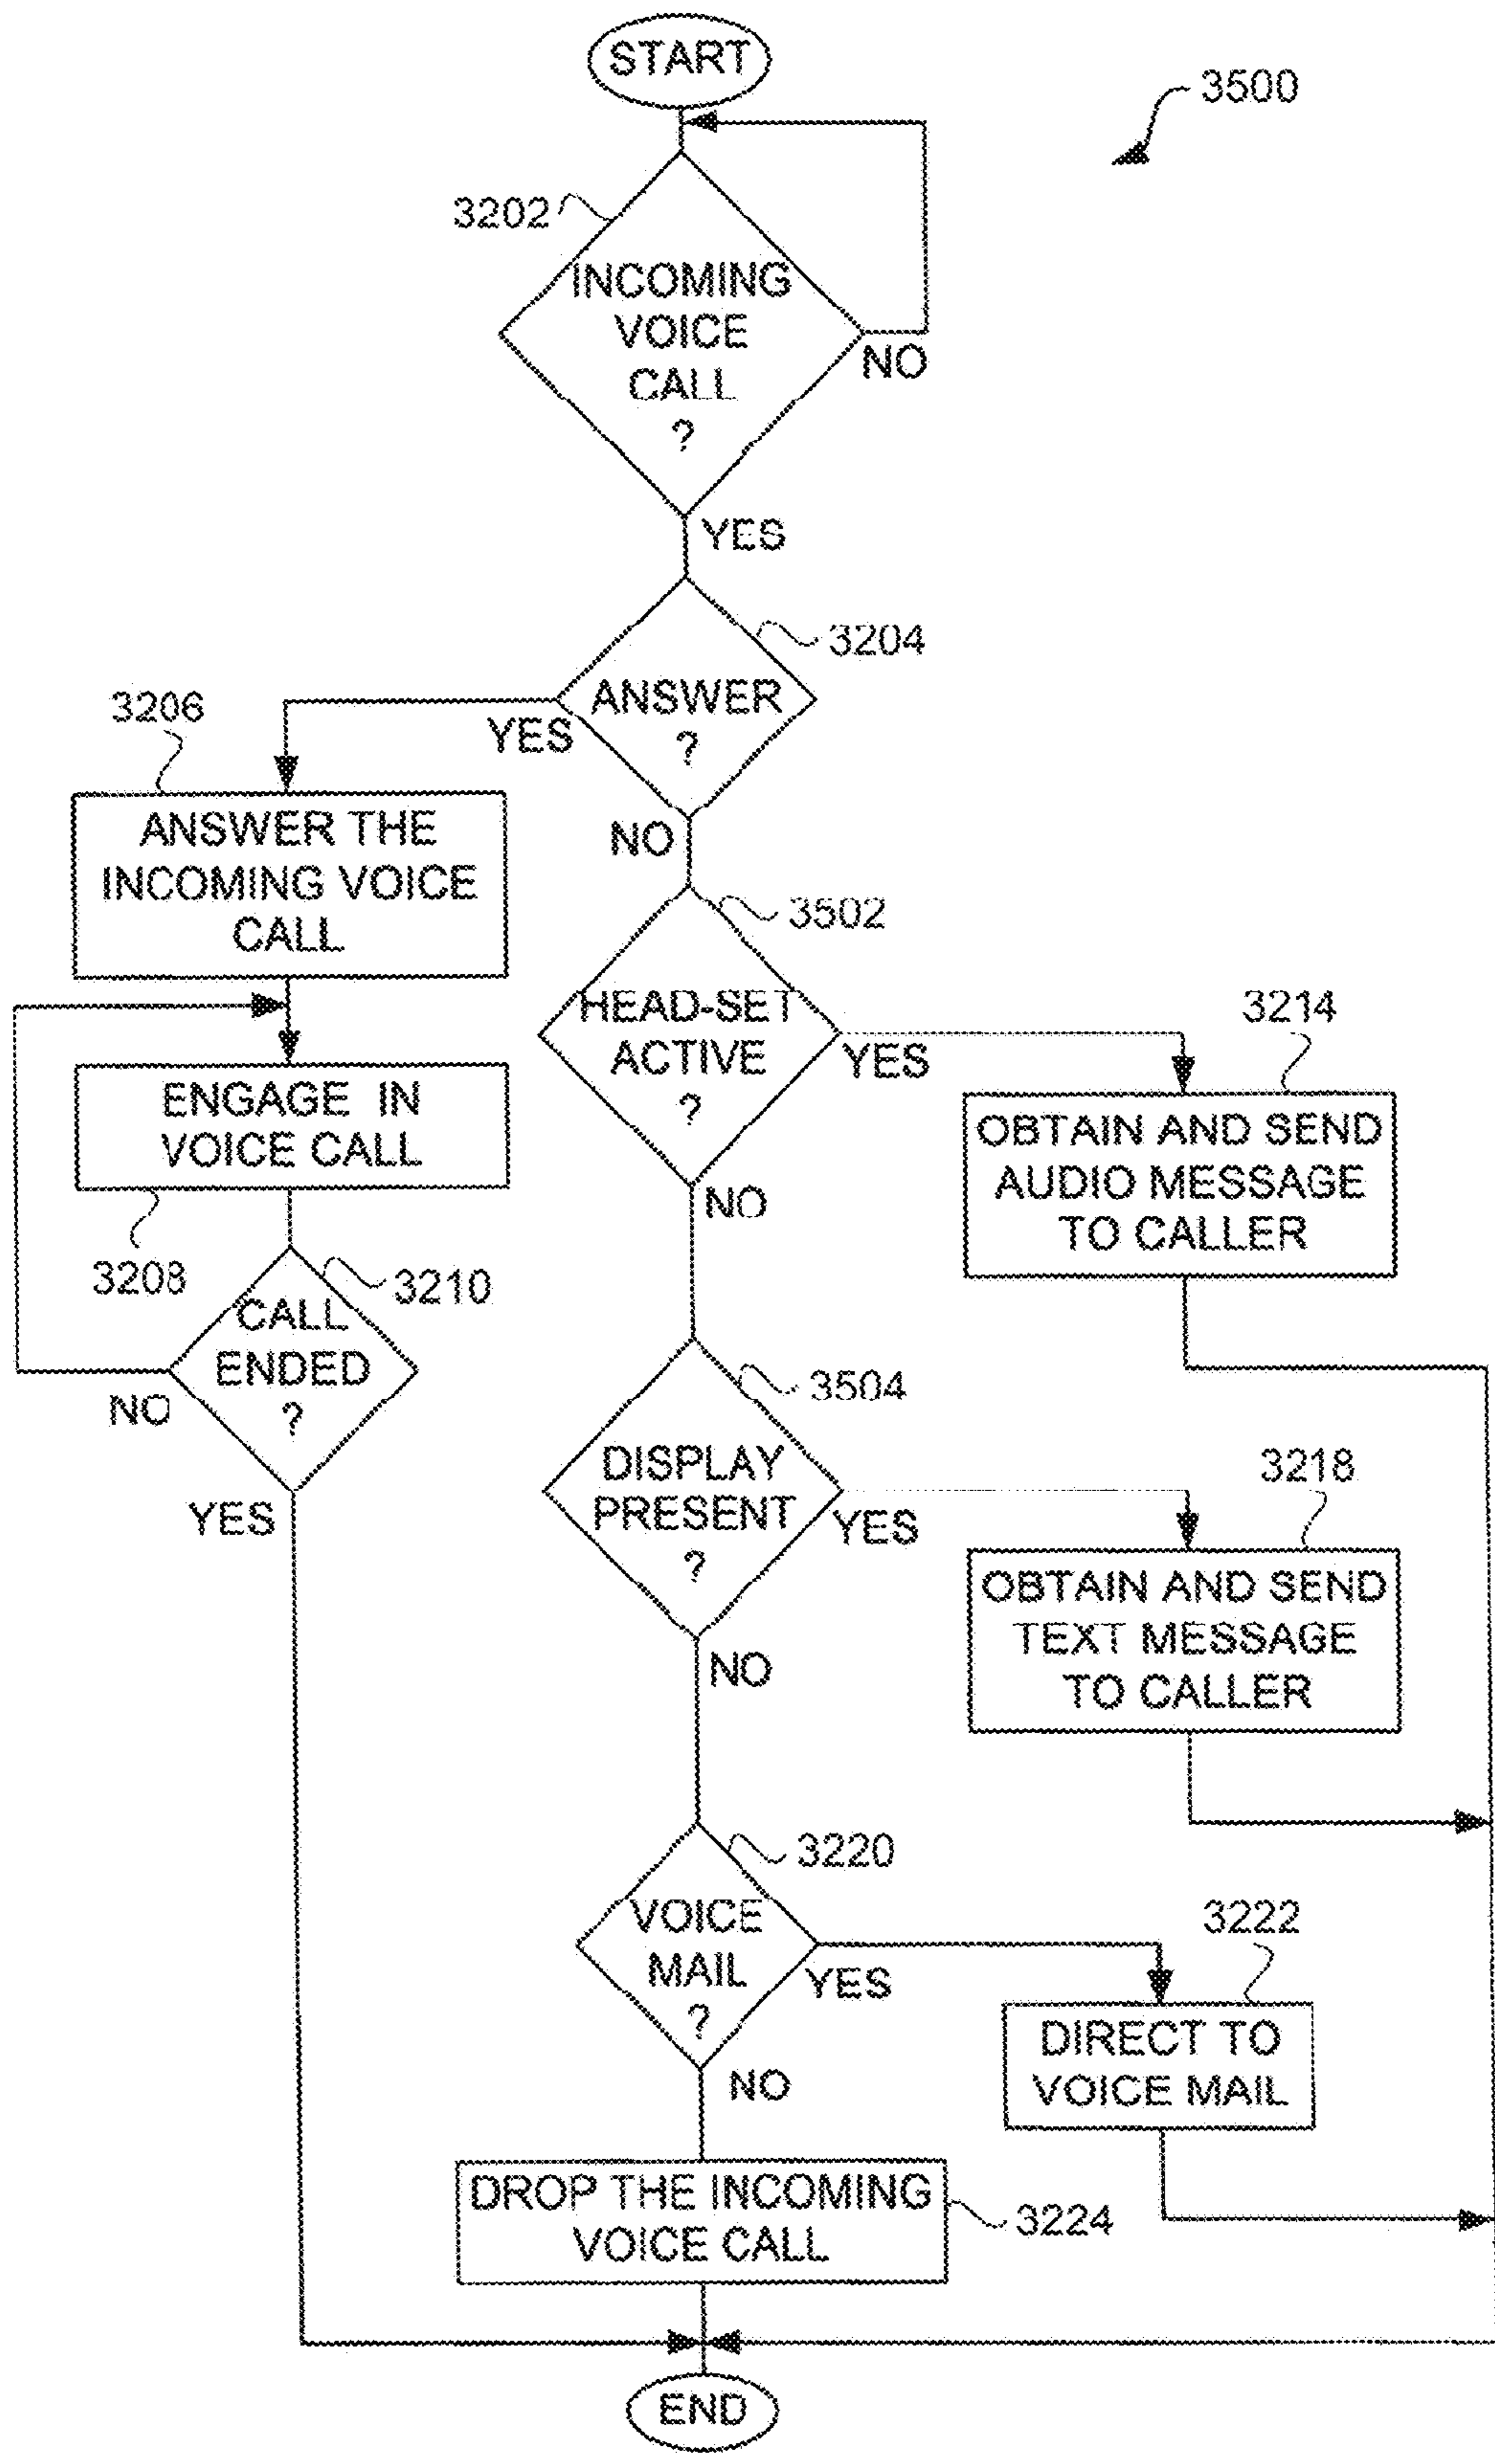 START
3500
3202
INCOMING
VOICE
CALL
?
NO
YES
3204
ANSWER
?
YES
NO
3206
ANSWER THE
INCOMING VOICE
CALL
3502
HEAD-SET
ACTIVE
?
YES
NO
3214
OBTAIN AND SEND
AUDIO MESSAGE
TO CALLER
ENGAGE IN
VOICE CALL
3208
3210
CALL
ENDED
?
NO
YES
3504
DISPLAY
PRESENT
?
YES
NO
3218
OBTAIN AND SEND
TEXT MESSAGE
TO CALLER
3220
VOICE
MAIL
?
YES
NO
3222
DIRECT TO
VOICE MAIL
DROP THE INCOMING
VOICE CALL
3224
END